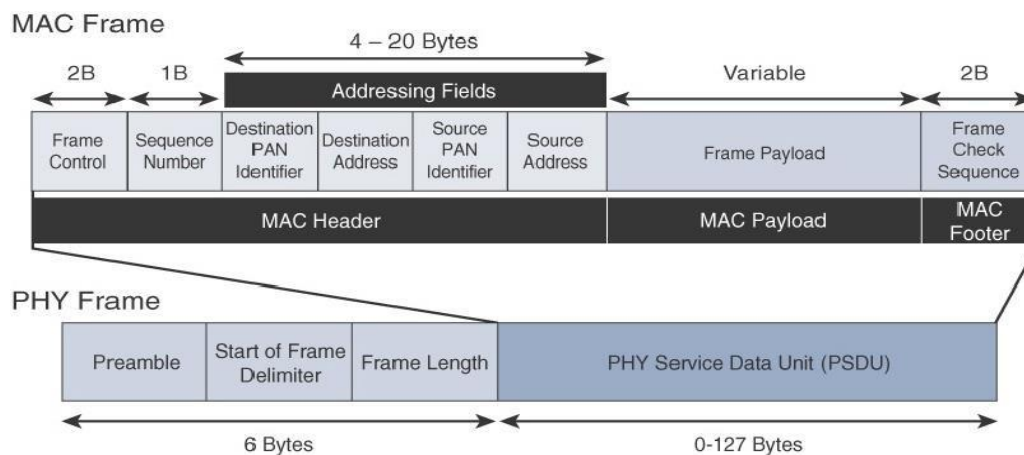 MAC Frame
4 – 20 Bytes
2B
1B
Addressing Fields
Variable
2B
Frame
Control
Sequence
Number
Destination
PAN
Identifier
Destination
Address
Source
PAN
Identifier
Source
Address
Frame Payload
Frame
Check
Sequence
MAC Header
MAC Payload
MAC
Footer
PHY Frame
Preamble
Start of Frame
Delimiter
Frame Length
PHY Service Data Unit (PSDU)
6 Bytes
0-127 Bytes